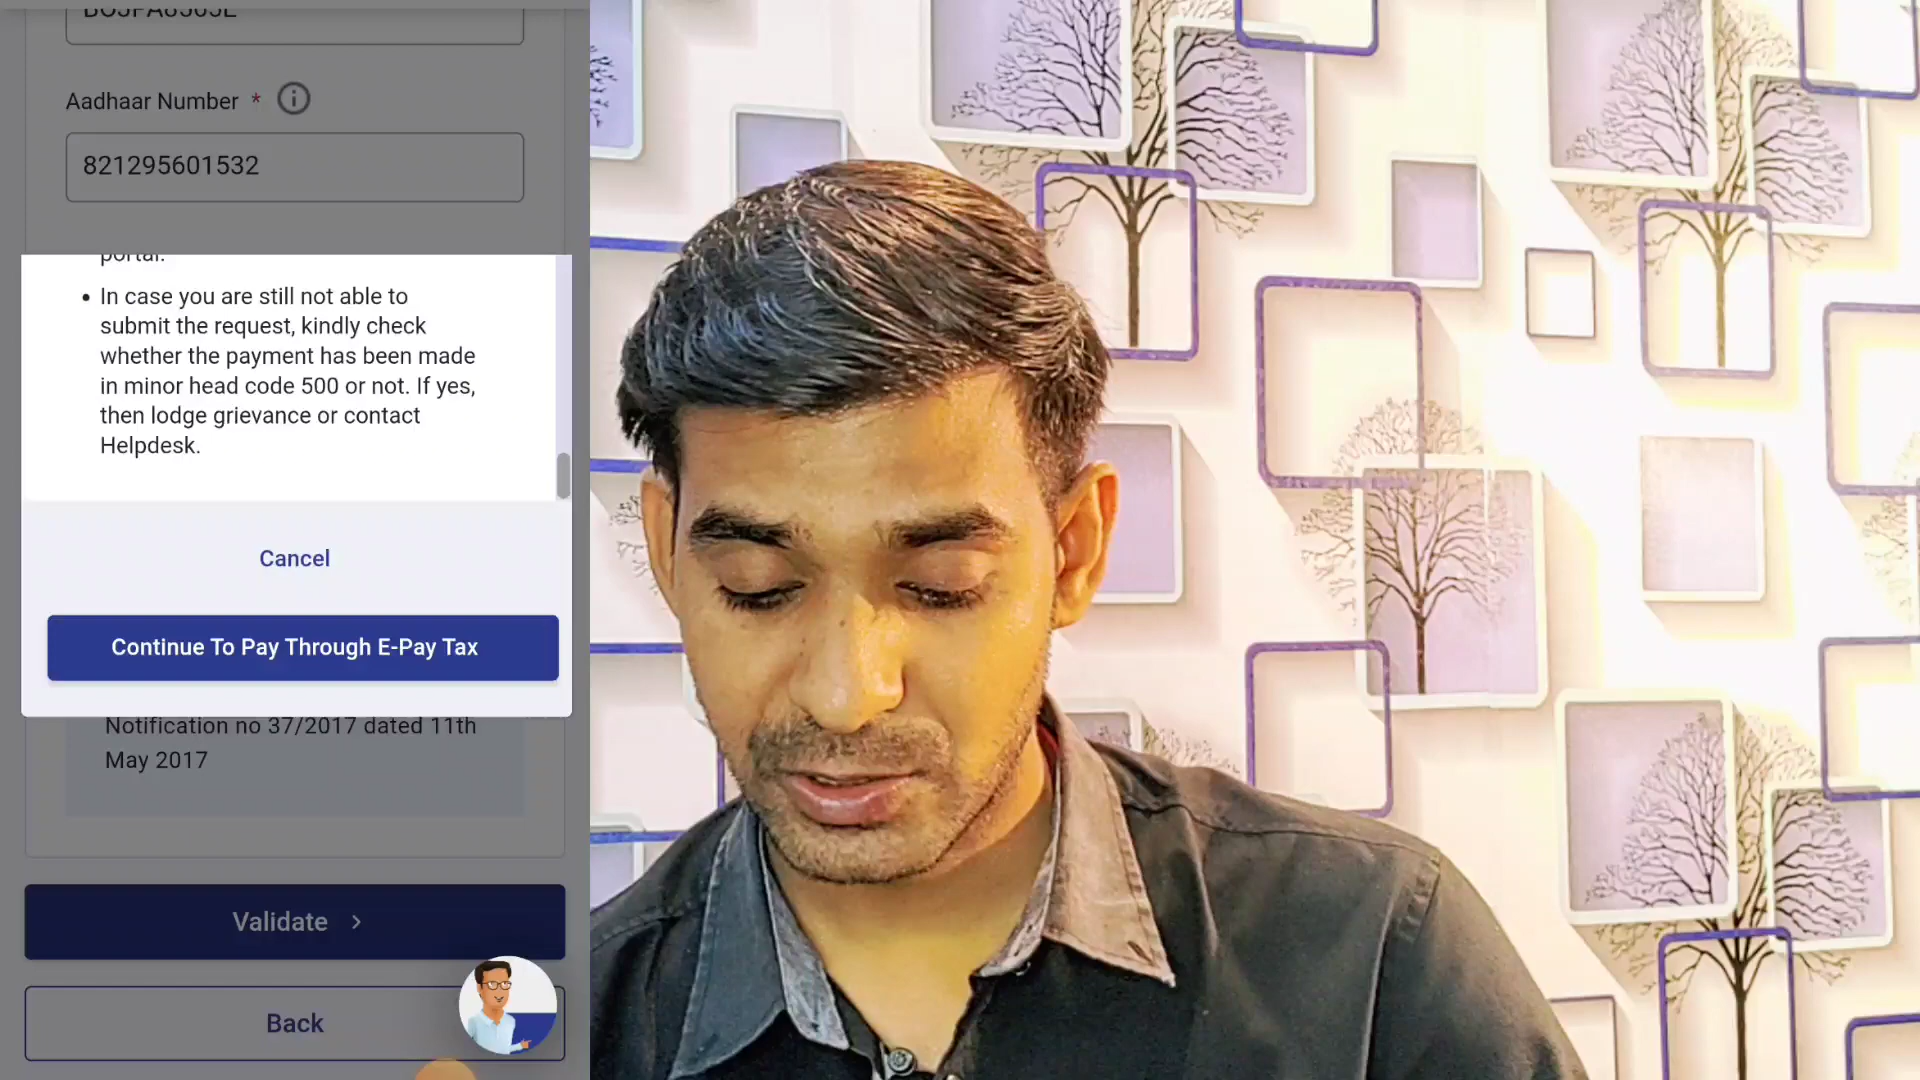 Aadhaar Number *
821295601532
portal.
• In case you are still not able to
submit the request, kindly check
whether the payment has been made
in minor head code 500 or not. If yes,
then lodge grievance or contact
Helpdesk.
Cancel
Continue To Pay Through E-Pay Tax
Notification no 37/2017 dated 11th
May 2017
Validate >
Back